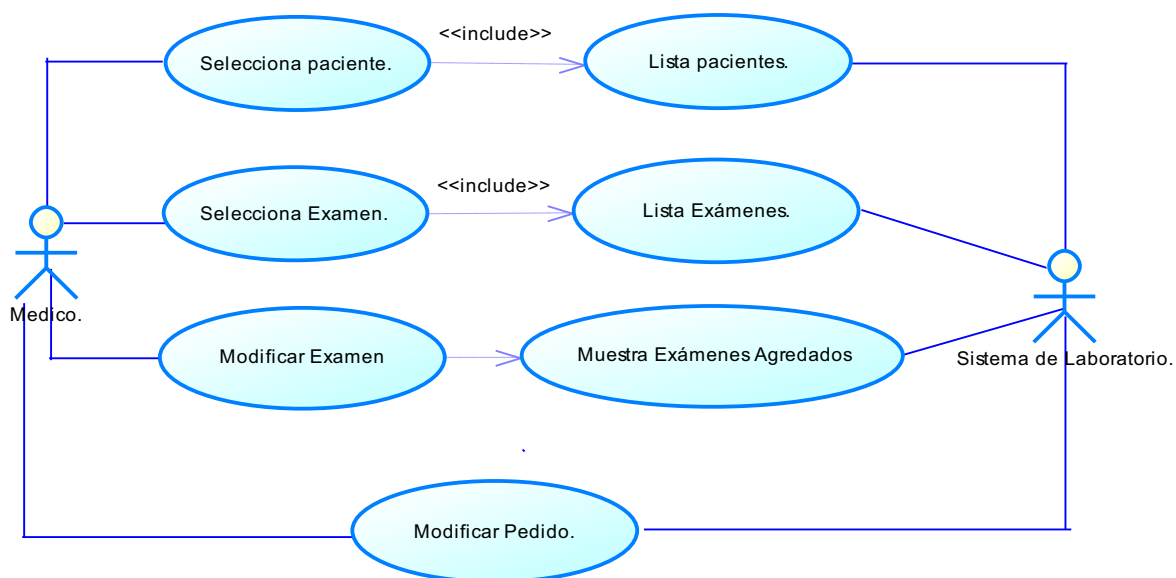 <<include>>
Selecciona paciente.
Lista pacientes.
<<include>>
Selecciona Examen.
Lista Exámenes.
Medico.
Modificar Examen
Muestra Exámenes Agredados
Sistema de Laboratorio.
Modificar Pedido.